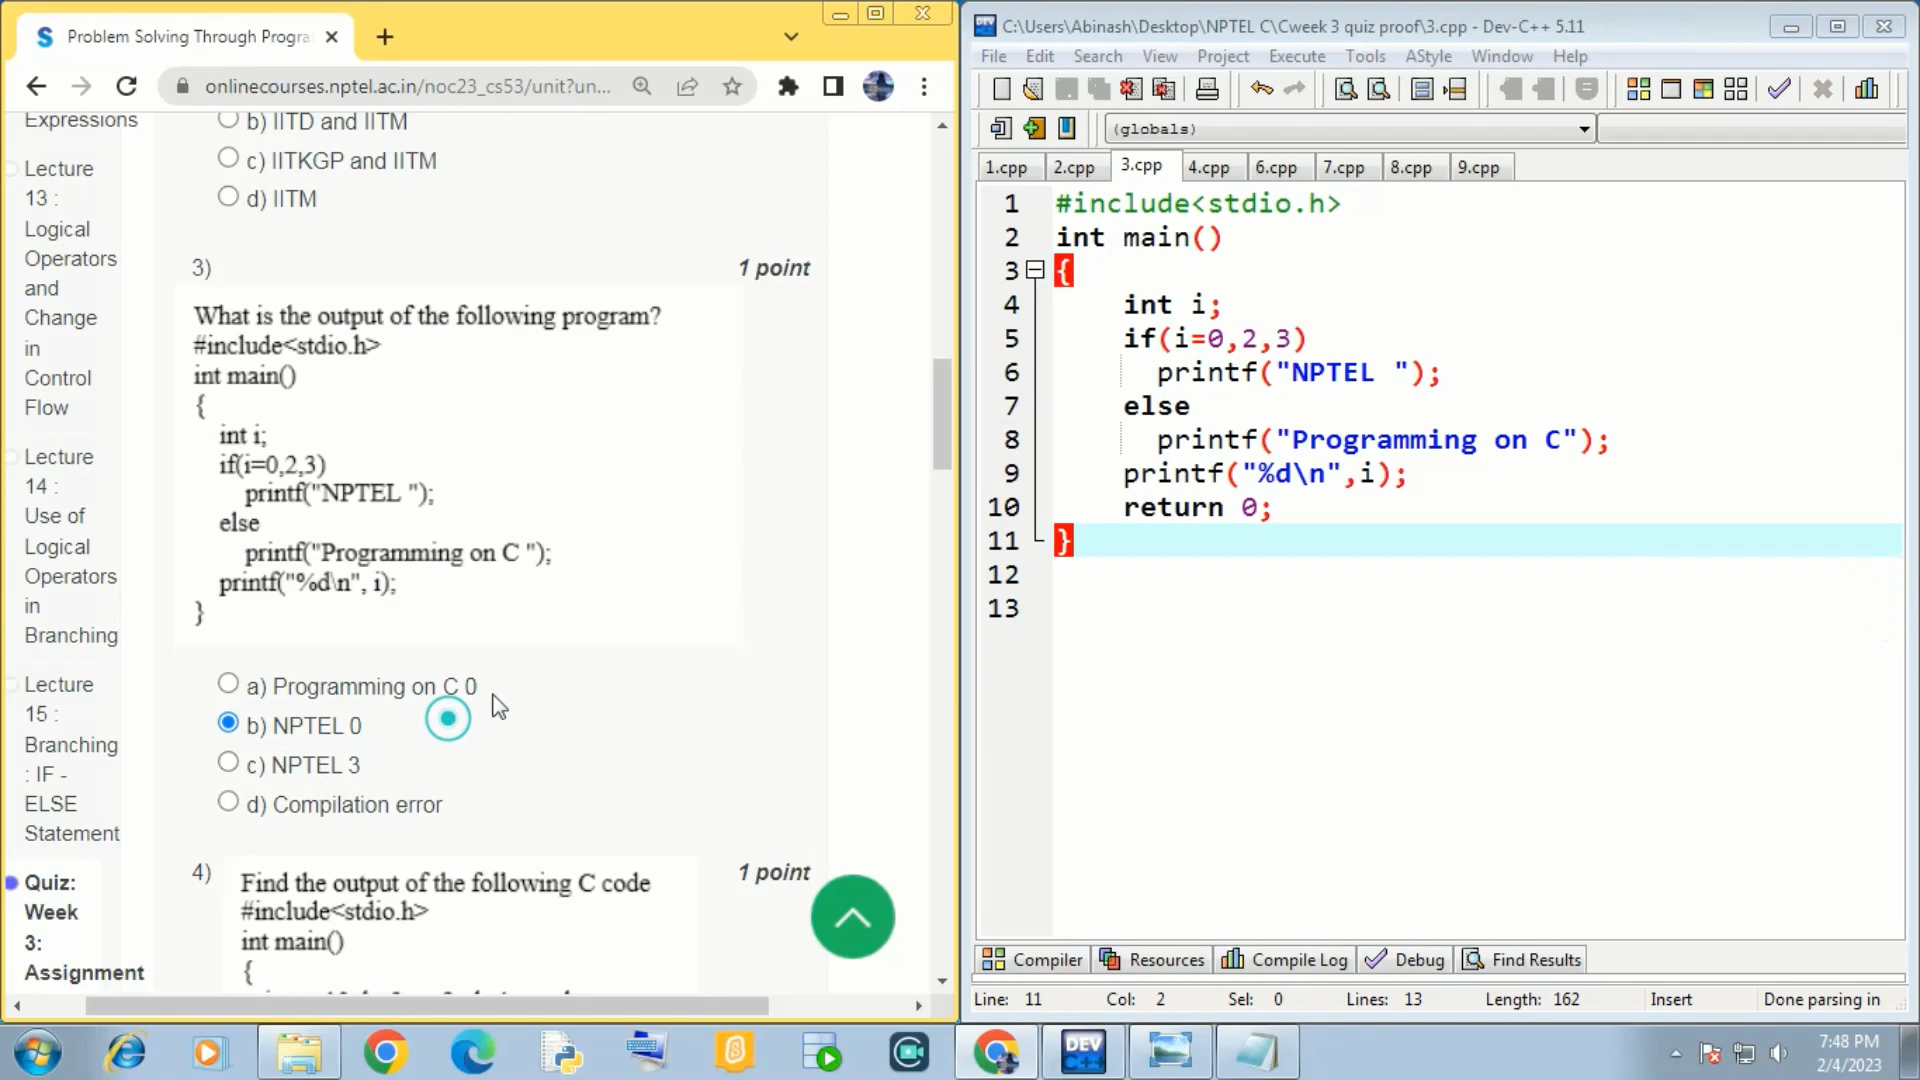 Problem Solving Through Progra
onlinecourses.nptel.ac.in/noc23_cs53/unit?un...
Expressions
Lecture
13 :
Logical
Operators
and
Change
in
Control
Flow
Lecture
14 :
Use of
Logical
Operators
in
Branching
Lecture
15 :
Branching
: IF -
ELSE
Statement
Quiz:
Week
3:
Assignment
b) IITD and IITM
c) IITKGP and IITM
d) IITM
3)
1 point
What is the output of the following program?
#include<stdio.h>
int main()
{
int i;
if(i=0,2,3)
printf("NPTEL ");
else
printf("Programming on C ");
printf("%d\n", i);
}
a) Programming on C 0
b) NPTEL 0
c) NPTEL 3
d) Compilation error
4)
1 point
Find the output of the following C code
#include<stdio.h>
int main()
{
C:\Users\Abinash\Desktop\NPTEL C\Cweek 3 quiz proof\3.cpp - Dev-C++ 5.11
File Edit Search View Project Execute Tools AStyle Window Help
(globals)
1.cpp 2.cpp 3.cpp 4.cpp 6.cpp 7.cpp 8.cpp 9.cpp
1 #include<stdio.h>
2 int main()
3 {
4 int i;
5 if(i=0,2,3)
6 printf("NPTEL ");
7 else
8 printf("Programming on C");
9 printf("%d\n",i);
10 return 0;
11 }
12
13
Compiler Resources Compile Log Debug Find Results
Line: 11 Col: 2 Sel: 0 Lines: 13 Length: 162 Insert Done parsing in
DEV C++
7:48 PM
2/4/2023